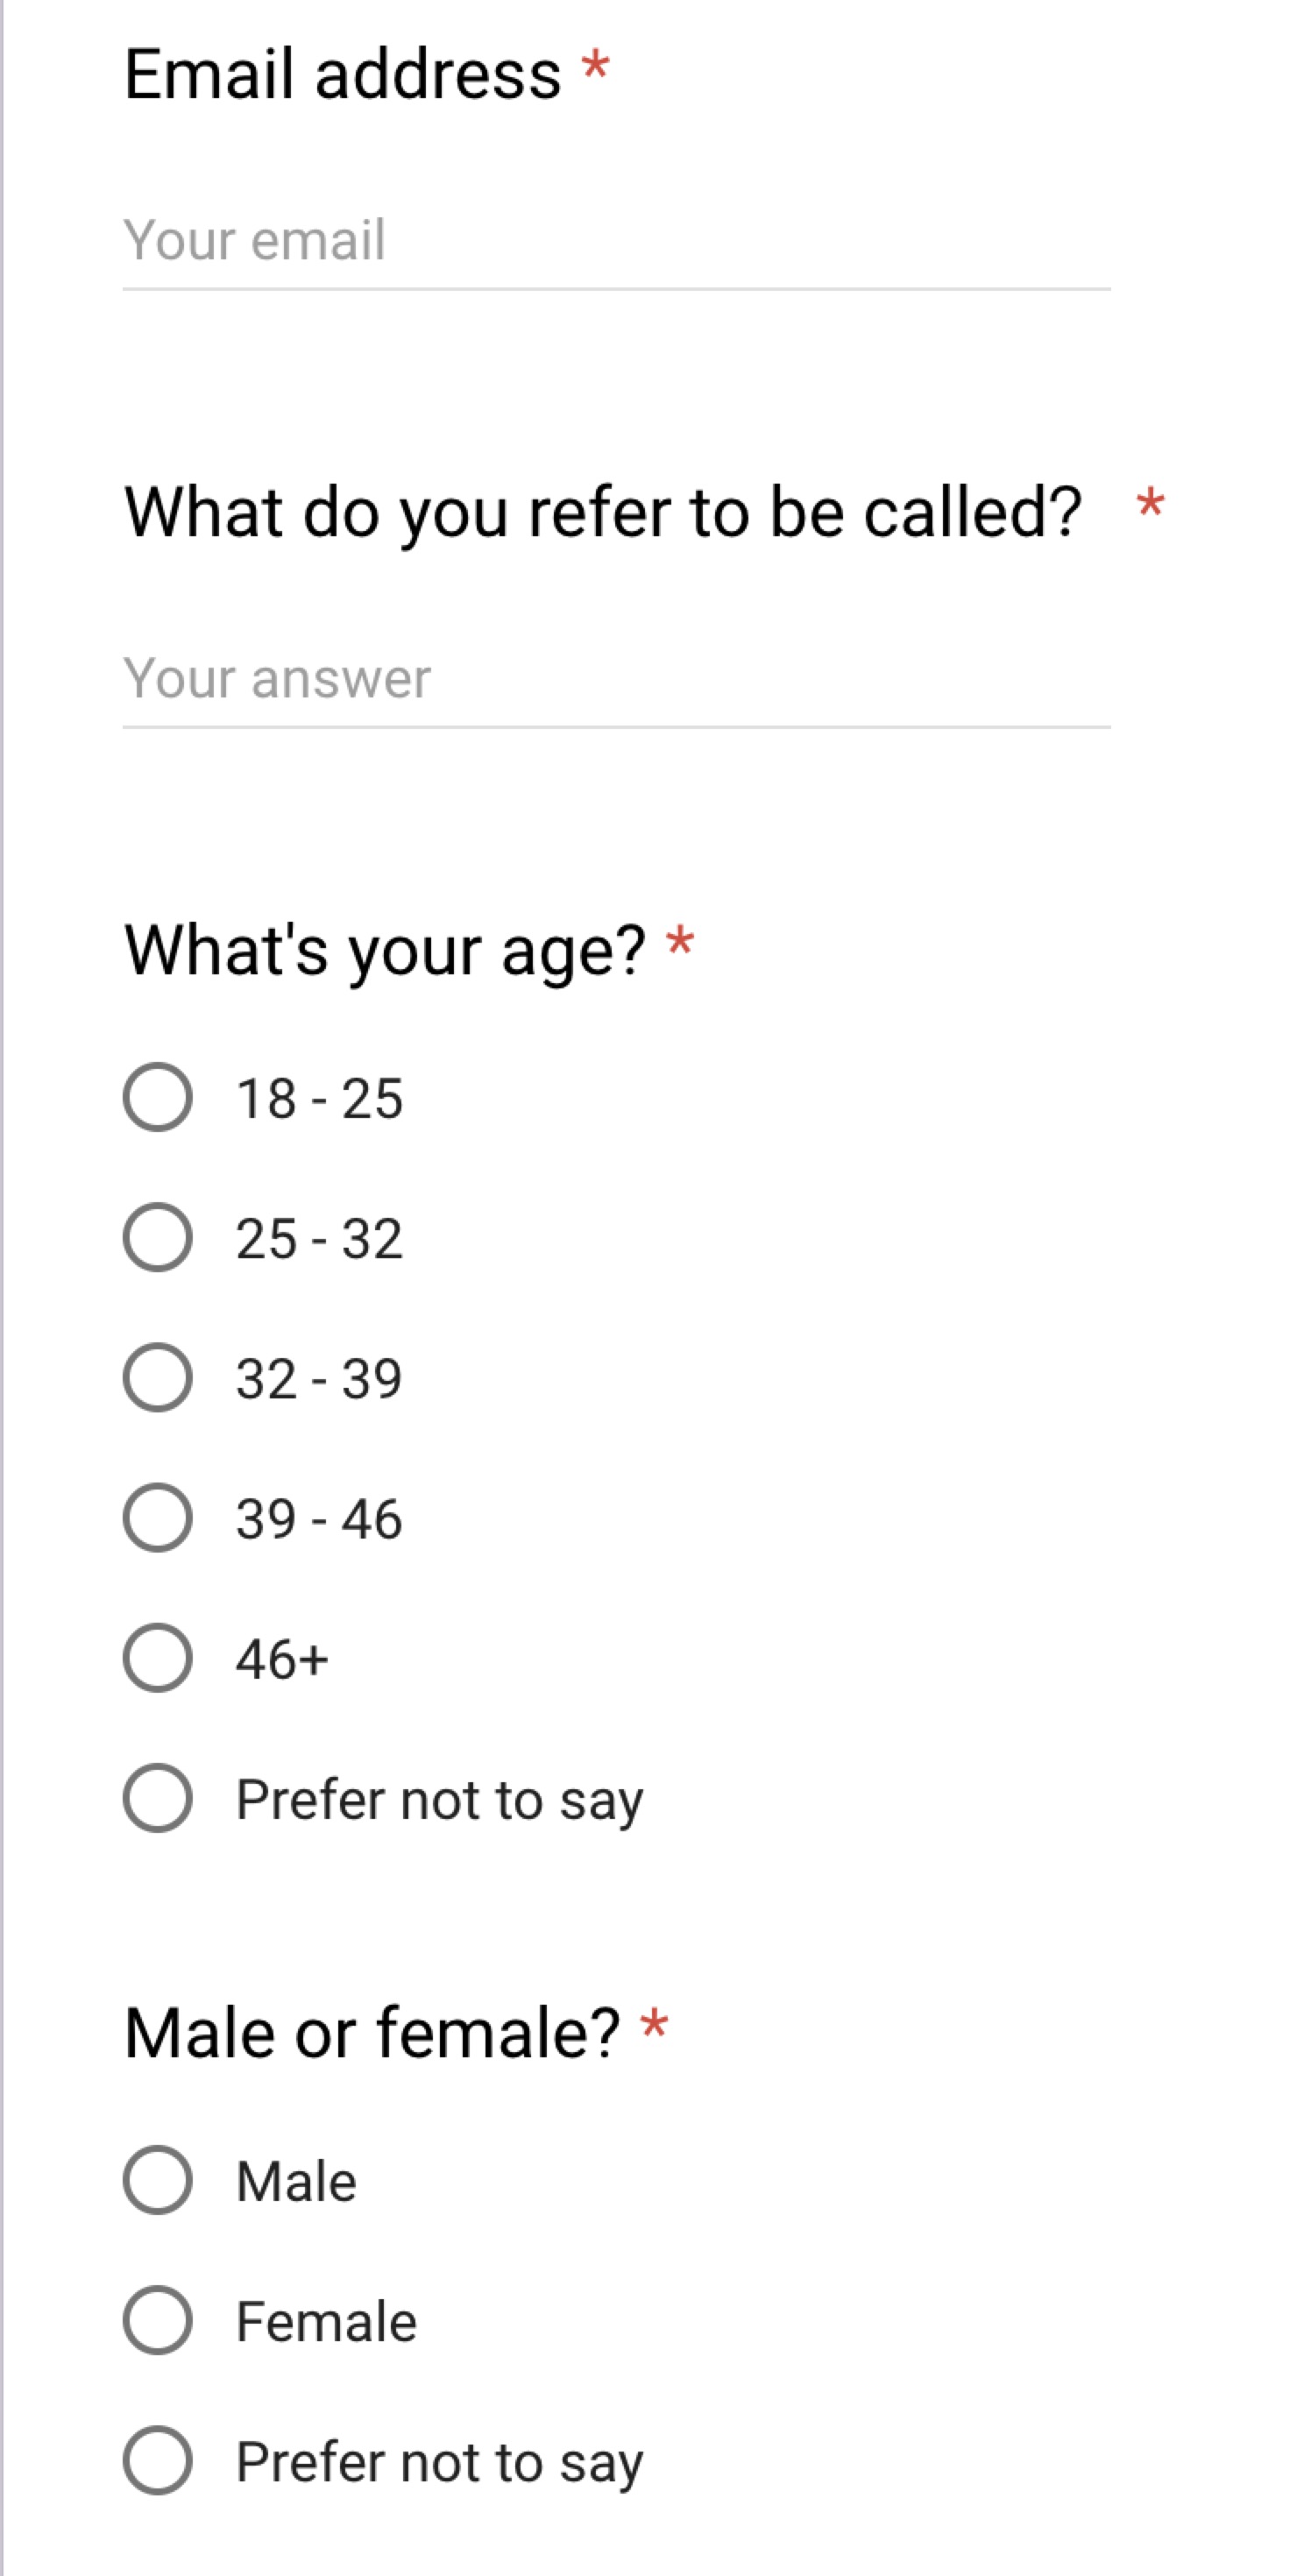 Email address *
Your email
What do you refer to be called? *
Your answer
What's your age? *
18 - 25
25 - 32
32 - 39
39 - 46
46+
Prefer not to say
Male or female? *
Male
Female
Prefer not to say